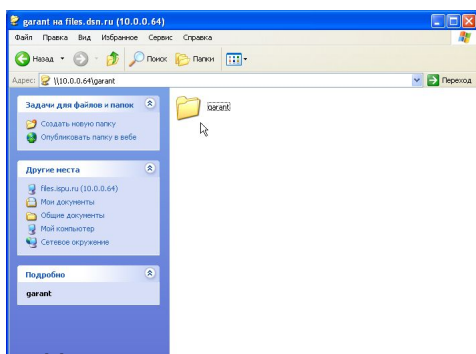 garant на files.dsn.ru (10.0.0.64)
Файл Правка Вид Избранное Сервис Справка
Назад Поиск Папки
Адрес: \\10.0.0.64\garant Переход
Задачи для файлов и папок
Создать новую папку
Опубликовать папку в вебе
Другие места
files.ispu.ru (10.0.0.64)
Мои документы
Общие документы
Мой компьютер
Сетевое окружение
Подробно
garant
garant